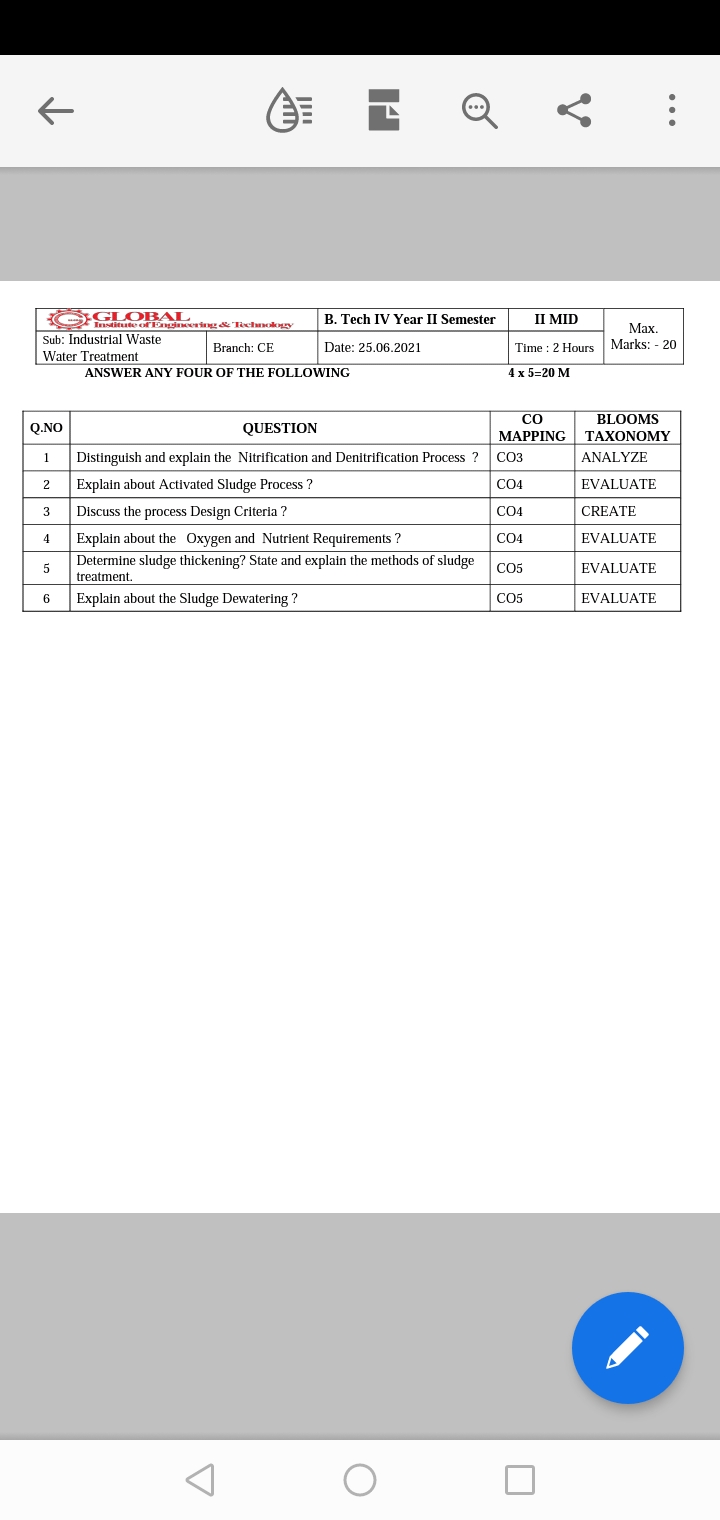 GLOBAL
Institute of Engineering & Technology
B. Tech IV Year II Semester
II MID
Max.
Marks: - 20
Sub: Industrial Waste
Water Treatment
Branch: CE
Date: 25.06.2021
Time : 2 Hours
ANSWER ANY FOUR OF THE FOLLOWING 4 x 5=20 M
Q.NO
QUESTION
CO
MAPPING
BLOOMS
TAXONOMY
1 Distinguish and explain the Nitrification and Denitrification Process ? CO3 ANALYZE
2 Explain about Activated Sludge Process ? CO4 EVALUATE
3 Discuss the process Design Criteria ? CO4 CREATE
4 Explain about the Oxygen and Nutrient Requirements ? CO4 EVALUATE
5 Determine sludge thickening? State and explain the methods of sludge
treatment. CO5 EVALUATE
6 Explain about the Sludge Dewatering ? CO5 EVALUATE